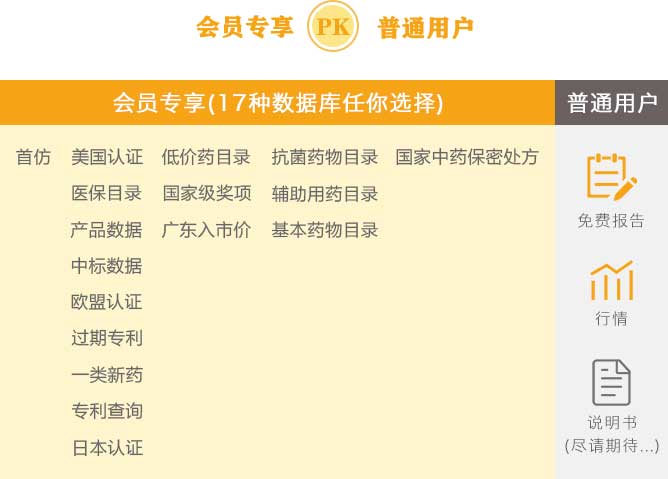 会员专享 PK 普通用户
会员专享(17种数据库任你选择) 普通用户
首仿 美国认证 低价药目录 抗菌药物目录 国家中药保密处方
医保目录 国家级奖项 辅助用药目录
产品数据 广东入市价 基本药物目录
中标数据
欧盟认证
过期专利
一类新药
专利查询
日本认证
免费报告
行情
说明书
(尽请期待...)